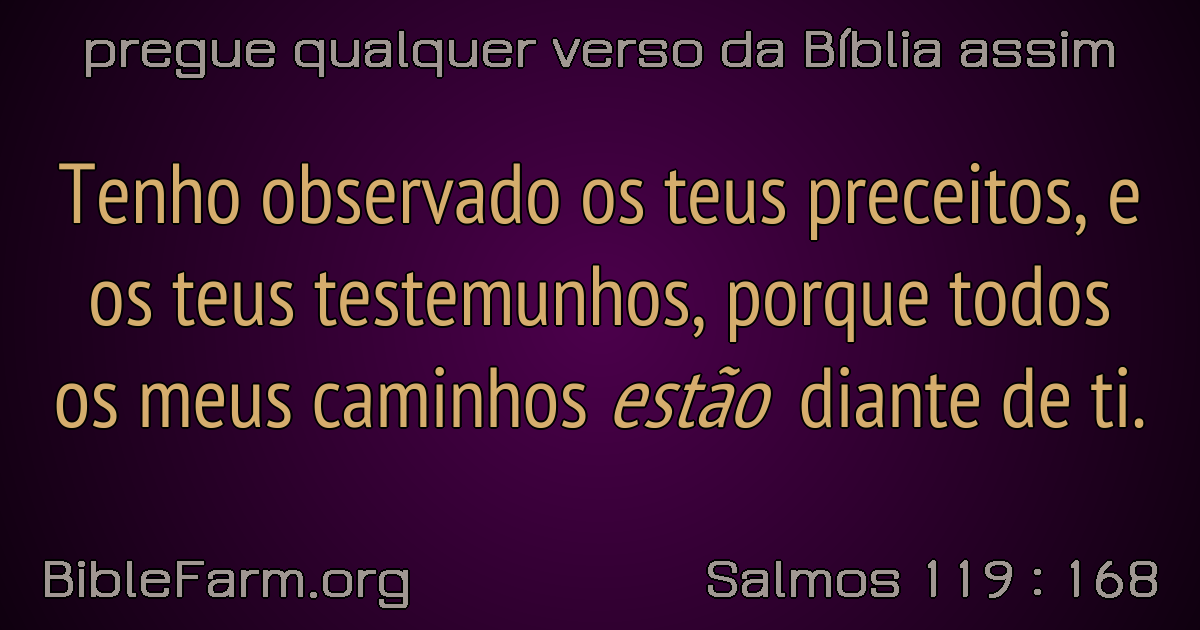 pregue qualquer verso da Bíblia assim
Tenho observado os teus preceitos, e
os teus testemunhos, porque todos
os meus caminhos estão diante de ti.
BibleFarm.org
Salmos 119 : 168